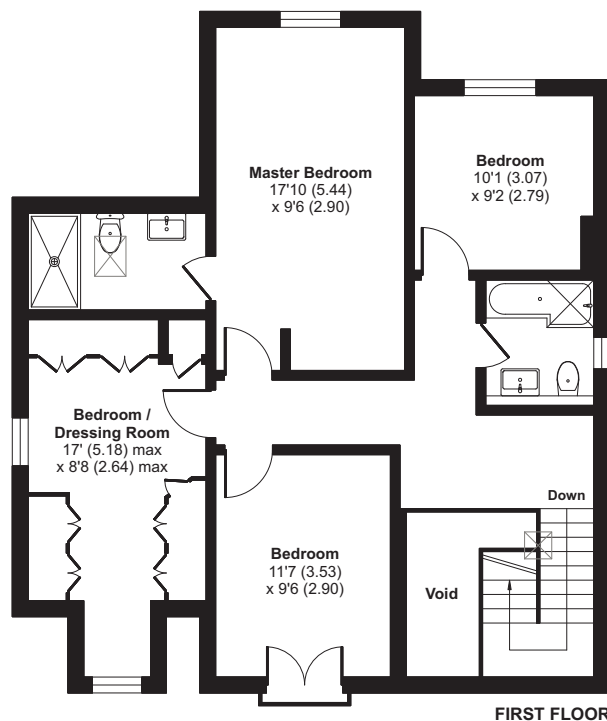 Master Bedroom
17'10 (5.44)
x 9'6 (2.90)
Bedroom
10'1 (3.07)
x 9'2 (2.79)
Bedroom /
Dressing Room
17' (5.18) max
x 8'8 (2.64) max
Bedroom
11'7 (3.53)
x 9'6 (2.90)
Down
Void
FIRST FLOOR